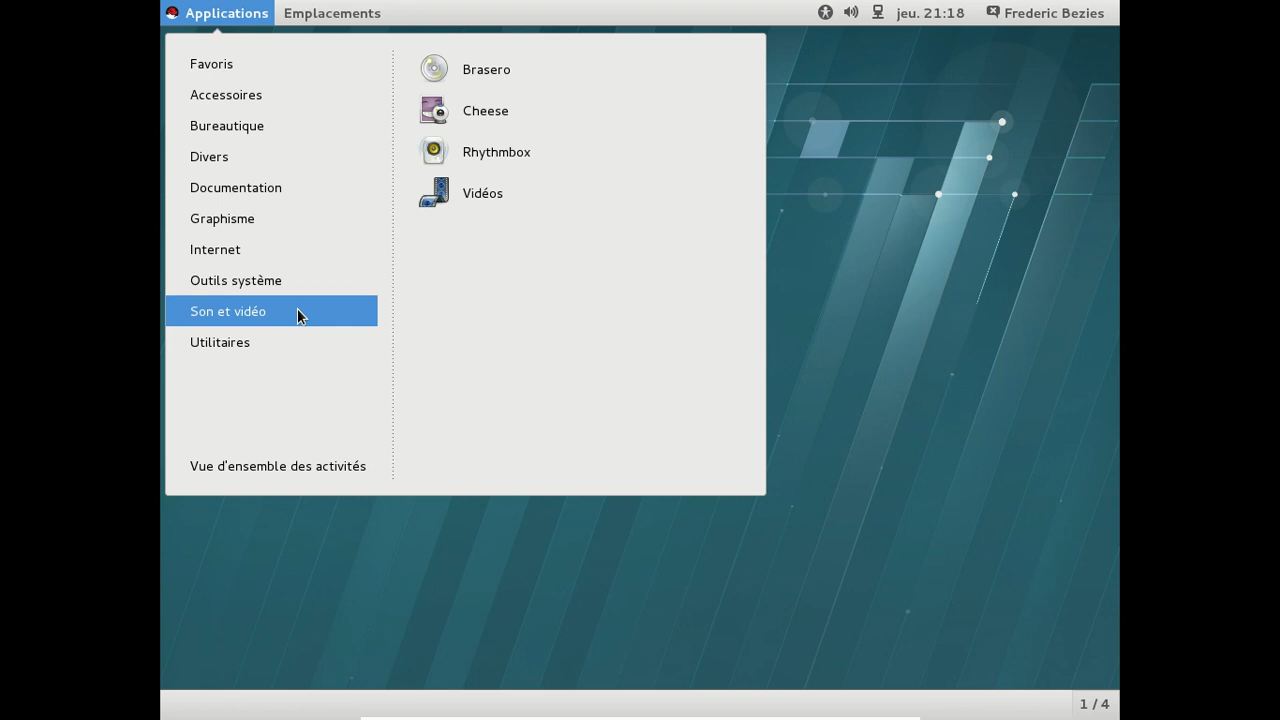 Applications Emplacements jeu. 21:18 Frederic Bezies
Favoris
Accessoires
Bureautique
Divers
Documentation
Graphisme
Internet
Outils système
Son et vidéo
Utilitaires
Vue d'ensemble des activités
Brasero
Cheese
Rhythmbox
Vidéos
1 / 4